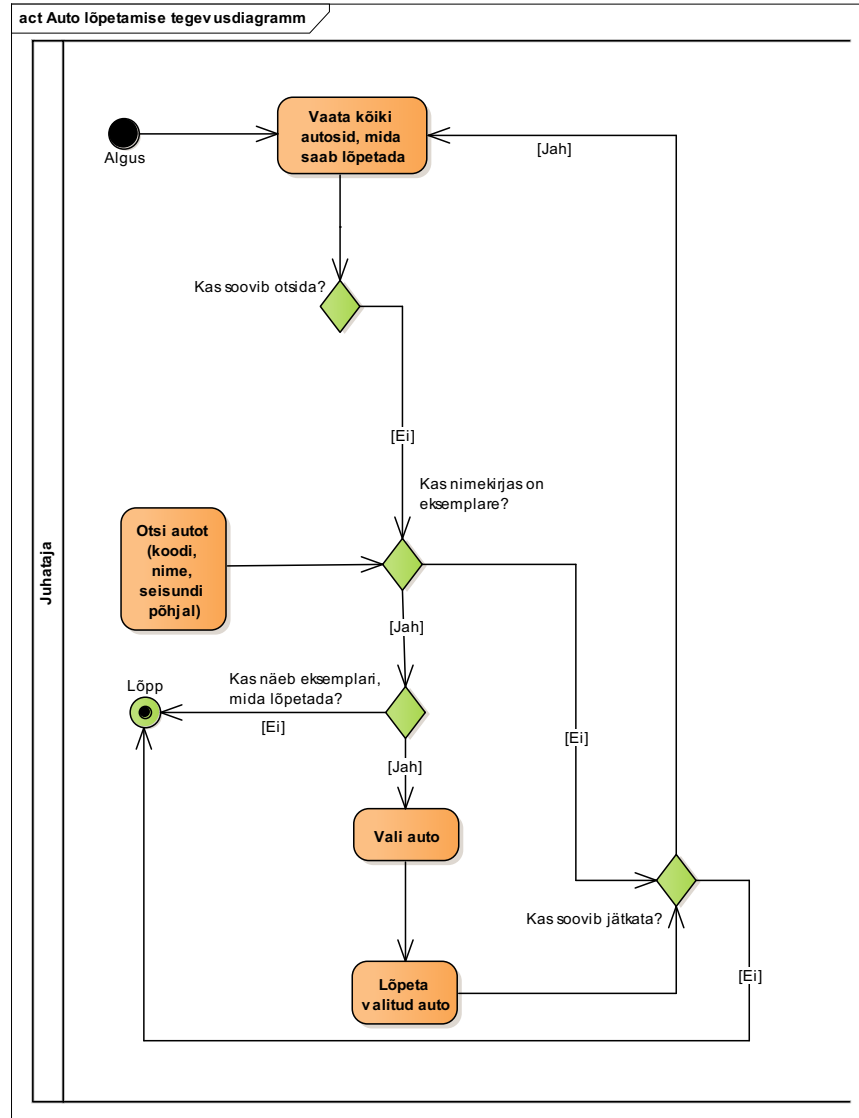 act Auto lõpetamise tegevusdiagramm
Juhataja
Algus
Vaata kõiki
autosid, mida
saab lõpetada
[Jah]
Kas soovib otsida?
[Ei]
Kas nimekirjas on
eksemplare?
Otsi autot
(koodi,
nime,
seisundi
põhjal)
[Jah]
Kas näeb eksemplari,
mida lõpetada?
Lõpp
[Ei]
[Ei]
[Jah]
Vali auto
Kas soovib jätkata?
[Ei]
Lõpeta
valitud auto